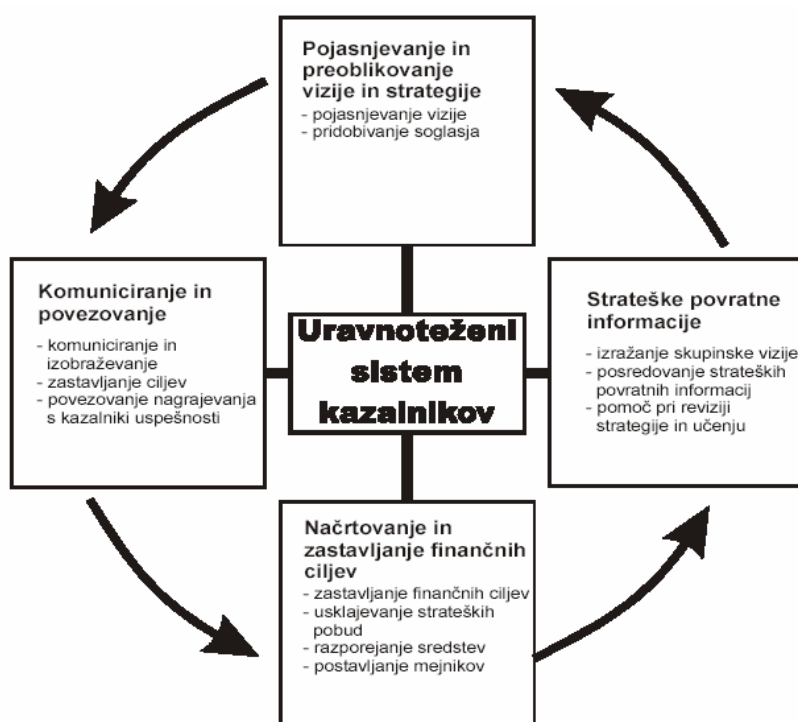 Pojasnjevanje in
preoblikovanje
vizije in strategije
- pojasnjevanje vizije
- pridobivanje soglasja
Komuniciranje in
povezovanje
- komuniciranje in
izobraževanje
- zastavljanje ciljev
- povezovanje nagrajevanja
s kazalniki uspešnosti
Uravnoteženi
sistem
kazalnikov
Strateške povratne
informacije
- izražanje skupinske vizije
- posredovanje strateških
povratnih informacij
- pomoč pri reviziji
strategije in učenju
Načrtovanje in
zastavljanje finančnih
ciljev
- zastavljanje finančnih ciljev
- usklajevanje strateških
pobud
- razporejanje sredstev
- postavljanje mejnikov